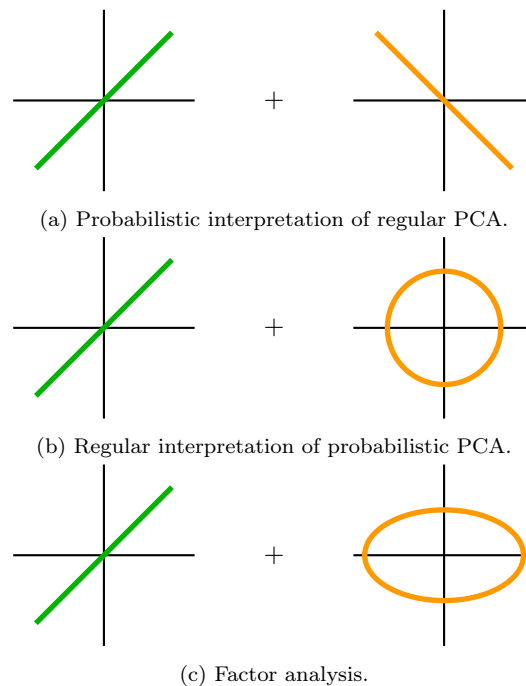 +
(a) Probabilistic interpretation of regular PCA.
+
(b) Regular interpretation of probabilistic PCA.
+
(c) Factor analysis.